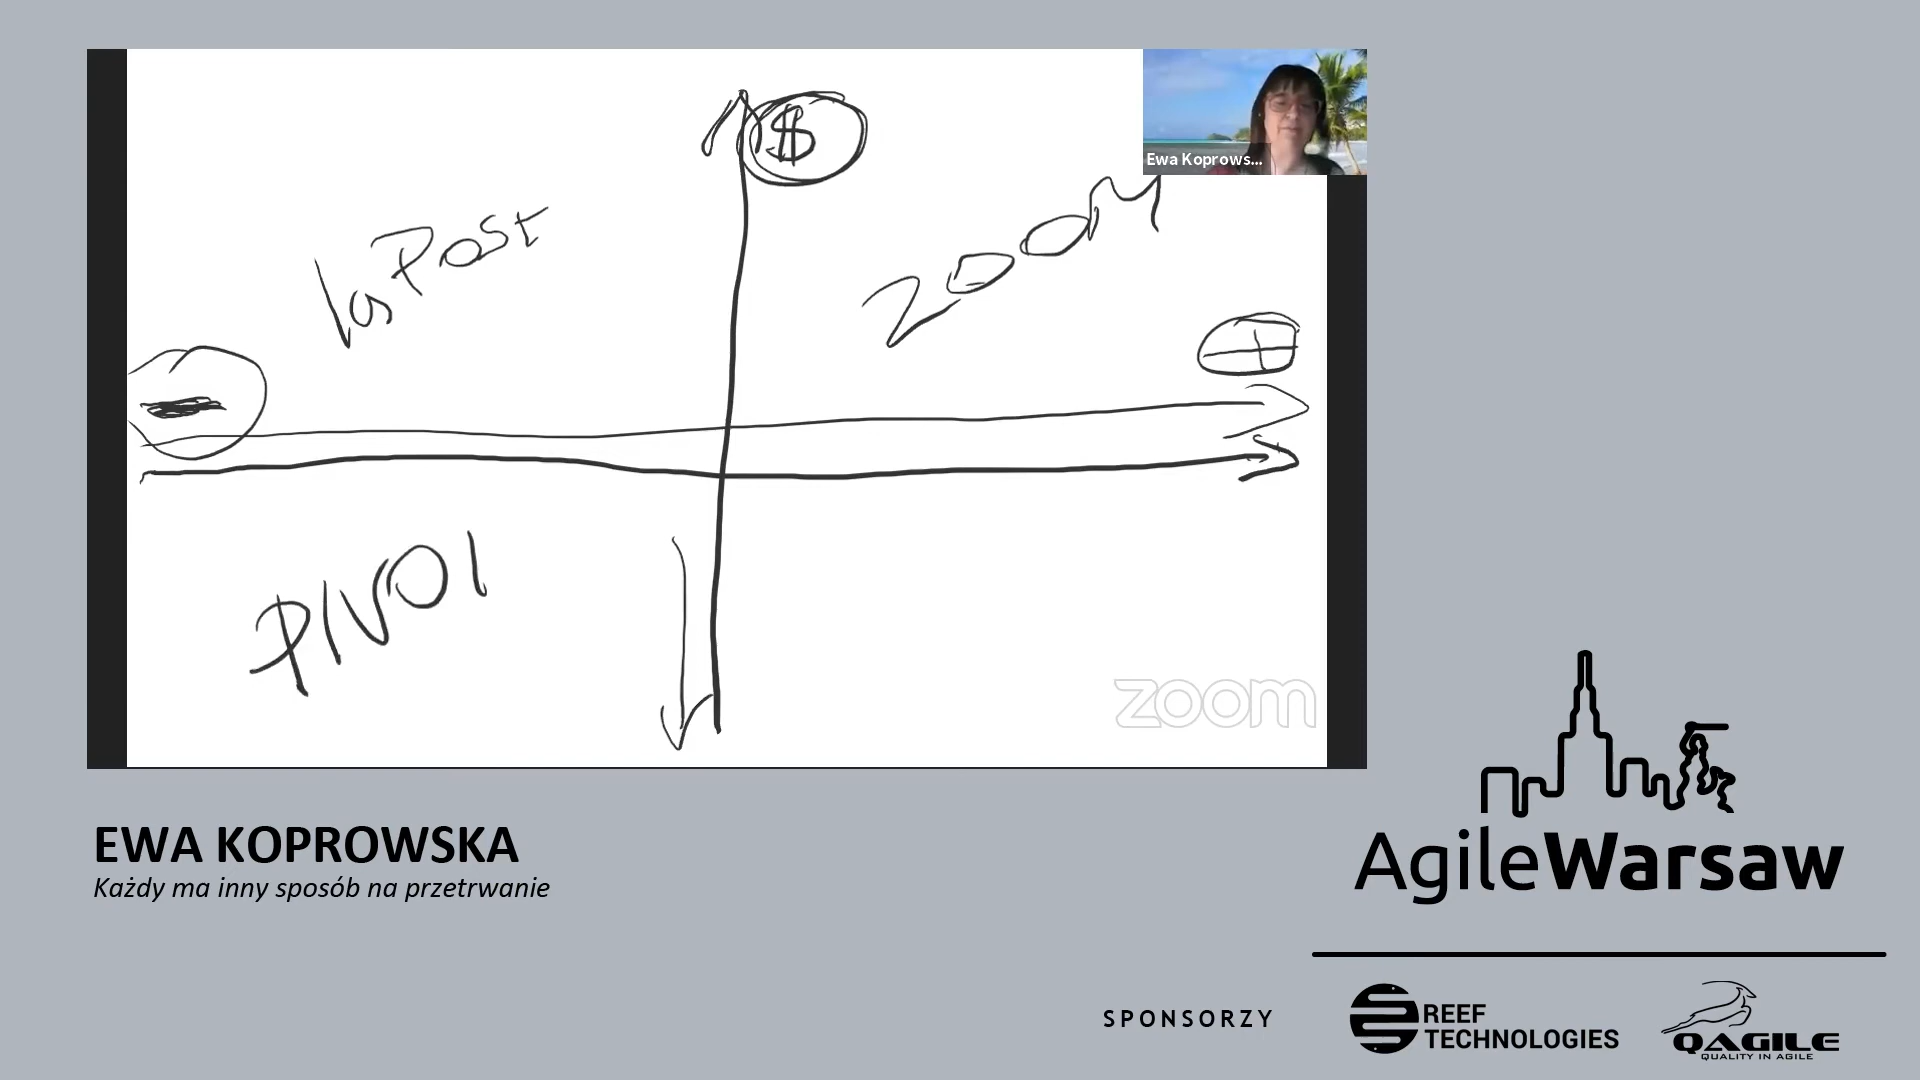 $
Ewa Koprows...
InPost
ZOOM
+
-
PIVOT
zoom
EWA KOPROWSKA
Każdy ma inny sposób na przetrwanie
AgileWarsaw
SPONSORZY
REEF
TECHNOLOGIES
QAGILE
QUALITY IN AGILE